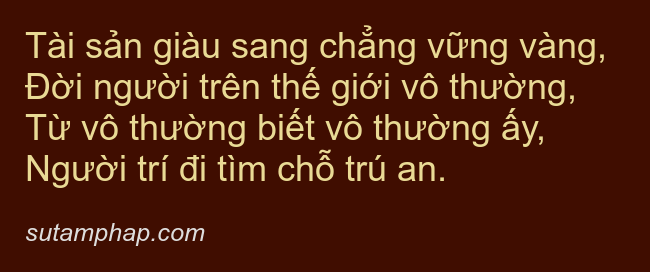 Tài sản giàu sang chẳng vững vàng,
Đời người trên thế giới vô thường,
Từ vô thường biết vô thường ấy,
Người trí đi tìm chỗ trú an.
sutamphap.com